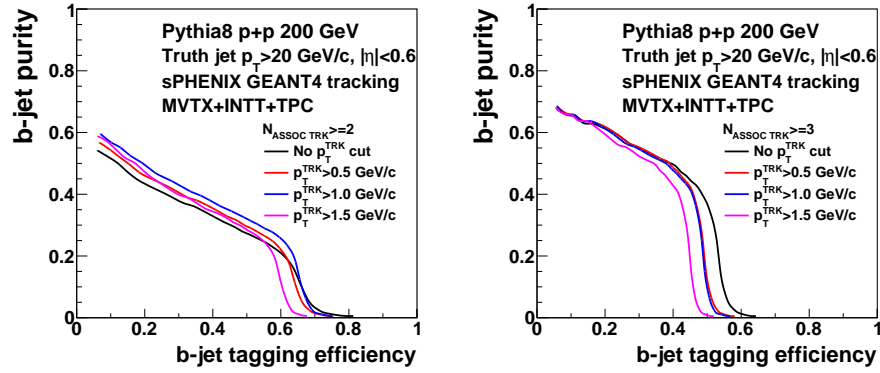 b-jet purity
1
0.8
0.6
0.4
0.2
0
Pythia8 p+p 200 GeV
Truth jet p_T>20 GeV/c, |η|<0.6
sPHENIX GEANT4 tracking
MVTX+INTT+TPC
N_ASSOC TRK>=2
No p_T^TRK cut
p_T^TRK>0.5 GeV/c
p_T^TRK>1.0 GeV/c
p_T^TRK>1.5 GeV/c
0 0.2 0.4 0.6 0.8 1
b-jet tagging efficiency
b-jet purity
1
0.8
0.6
0.4
0.2
0
Pythia8 p+p 200 GeV
Truth jet p_T>20 GeV/c, |η|<0.6
sPHENIX GEANT4 tracking
MVTX+INTT+TPC
N_ASSOC TRK>=3
No p_T^TRK cut
p_T^TRK>0.5 GeV/c
p_T^TRK>1.0 GeV/c
p_T^TRK>1.5 GeV/c
0 0.2 0.4 0.6 0.8 1
b-jet tagging efficiency